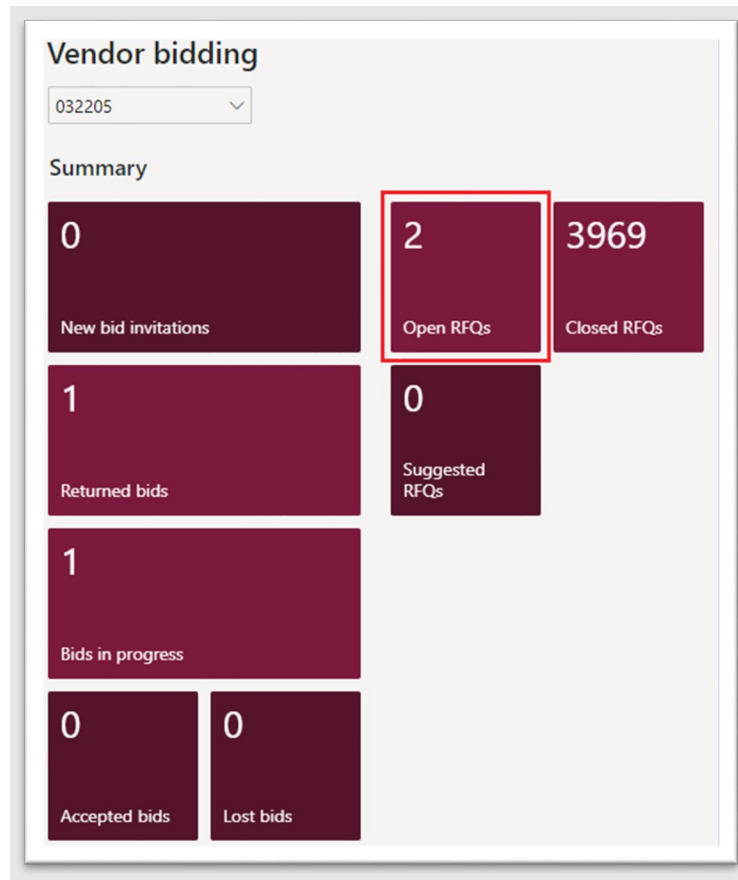 Vendor bidding
032205
Summary
0
New bid invitations
2
Open RFQs
3969
Closed RFQs
1
Returned bids
0
Suggested
RFQs
1
Bids in progress
0
Accepted bids
0
Lost bids